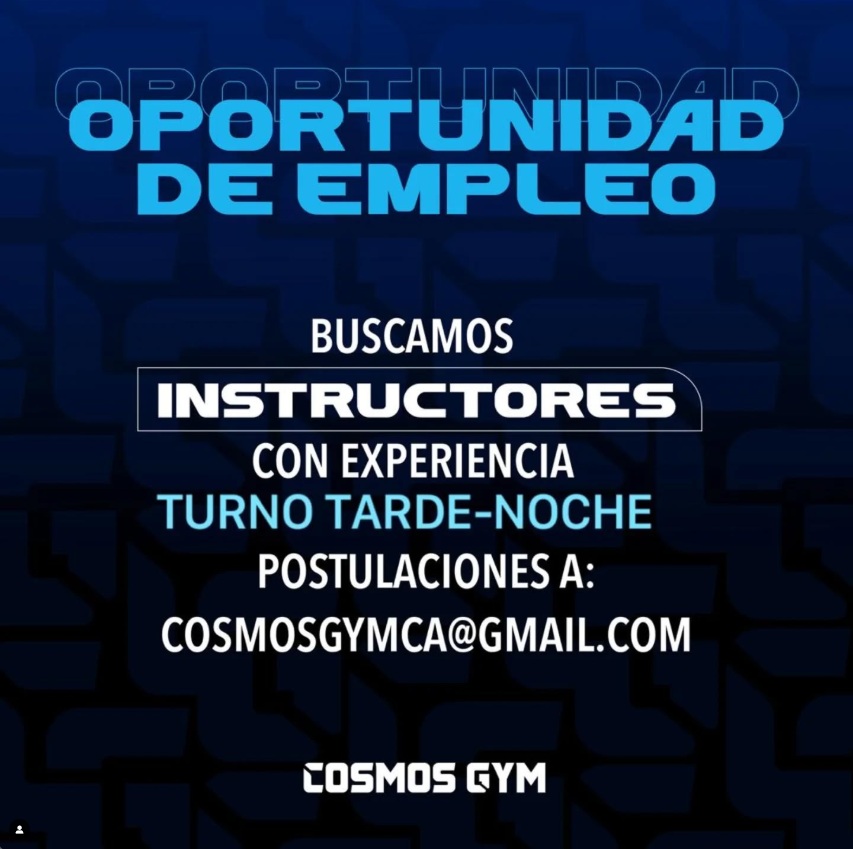 OPORTUNIDAD
OPORTUNIDAD
DE EMPLEO
BUSCAMOS
INSTRUCTORES
CON EXPERIENCIA
TURNO TARDE-NOCHE
POSTULACIONES A:
COSMOSGYMCA@GMAIL.COM
COSMOS GYM